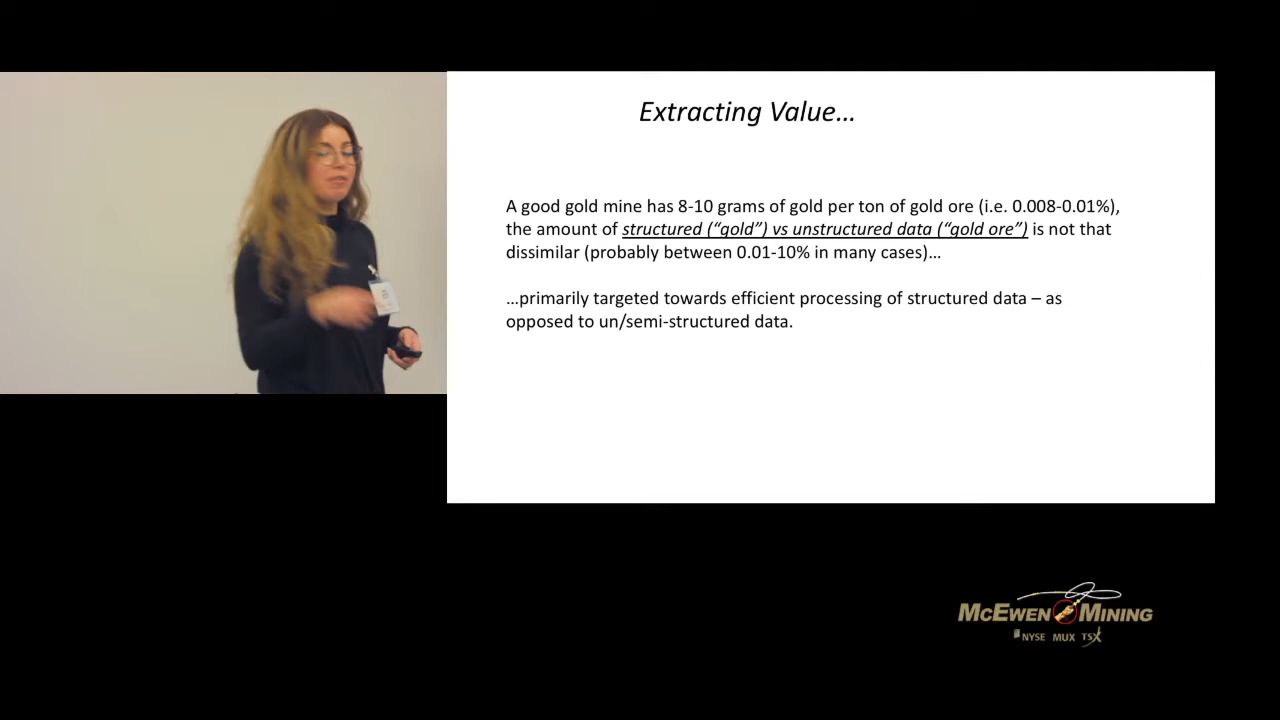 Extracting Value…
A good gold mine has 8-10 grams of gold per ton of gold ore (i.e. 0.008-0.01%),
the amount of structured (“gold”) vs unstructured data (“gold ore”) is not that
dissimilar (probably between 0.01-10% in many cases)…
…primarily targeted towards efficient processing of structured data – as
opposed to un/semi-structured data.
McEwen Mining
NYSE MUX TSX